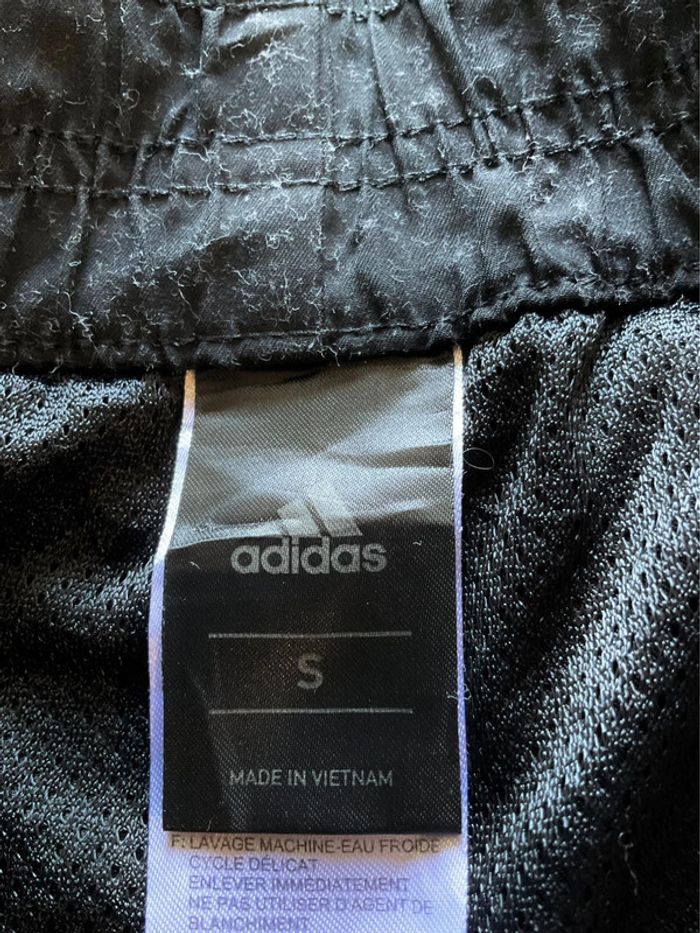 adidas
S
MADE IN VIETNAM
F: LAVAGE MACHINE-EAU FROIDE
CYCLE DÉLICAT
ENLEVER IMMÉDIATEMENT
NE PAS UTILISER D'AGENT DE
BLANCHIMENT